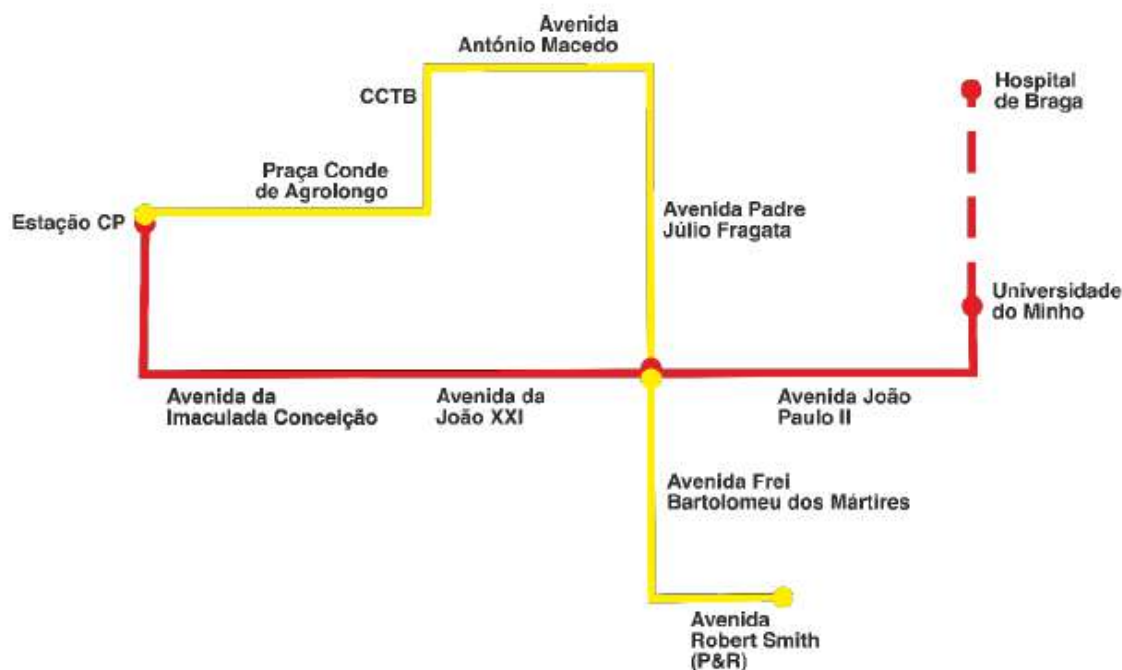 Avenida
António Macedo
CCTB
Hospital
de Braga
Praça Conde
de Agrolongo
Estação CP
Avenida Padre
Júlio Fragata
Universidade
do Minho
Avenida da
Imaculada Conceição
Avenida da
João XXI
Avenida João
Paulo II
Avenida Frei
Bartolomeu dos Mártires
Avenida
Robert Smith
(P&R)